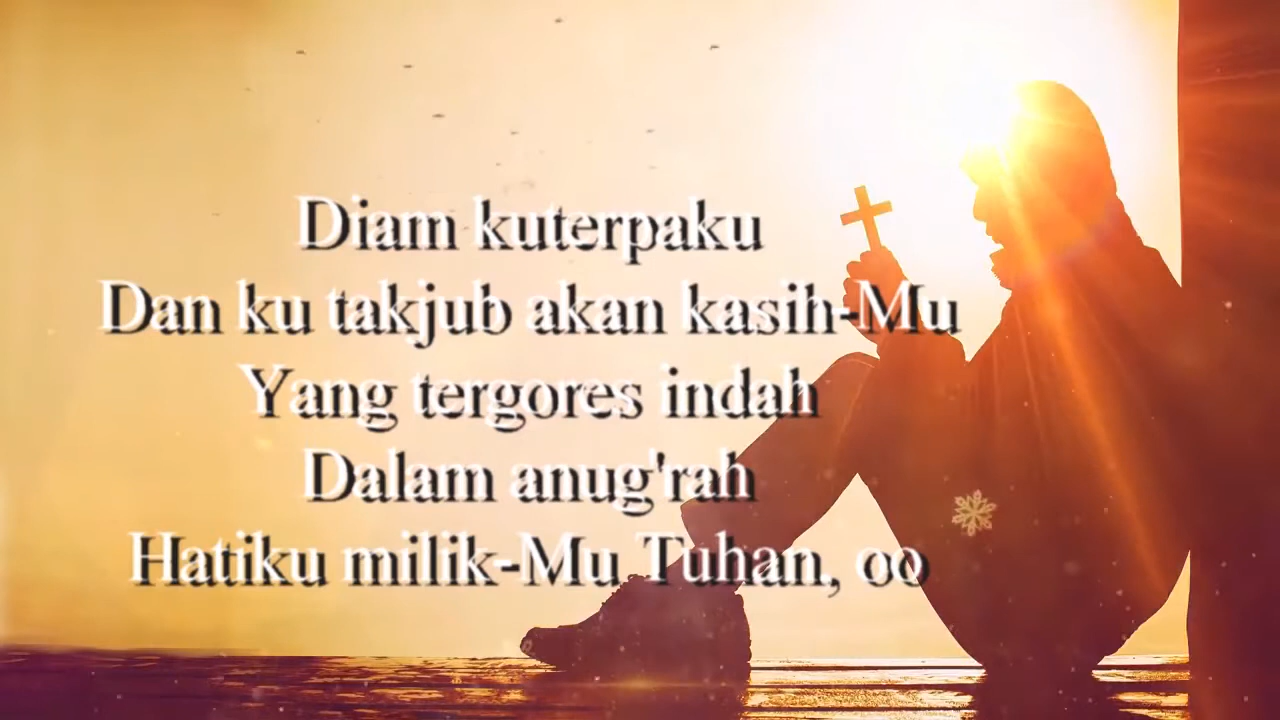 Diam kuterpaku
Dan ku takjub akan kasih-Mu
Yang tergores indah
Dalam anug'rah
Hatiku milik-Mu Tuhan, oo